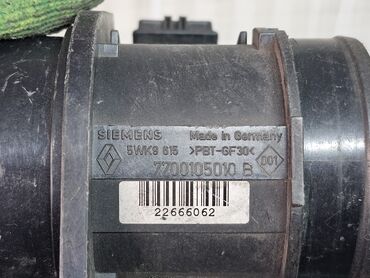 SIEMENS Made in Germany
5WK9 615 >PBT-GF30<
7700105010 B 001
22666062